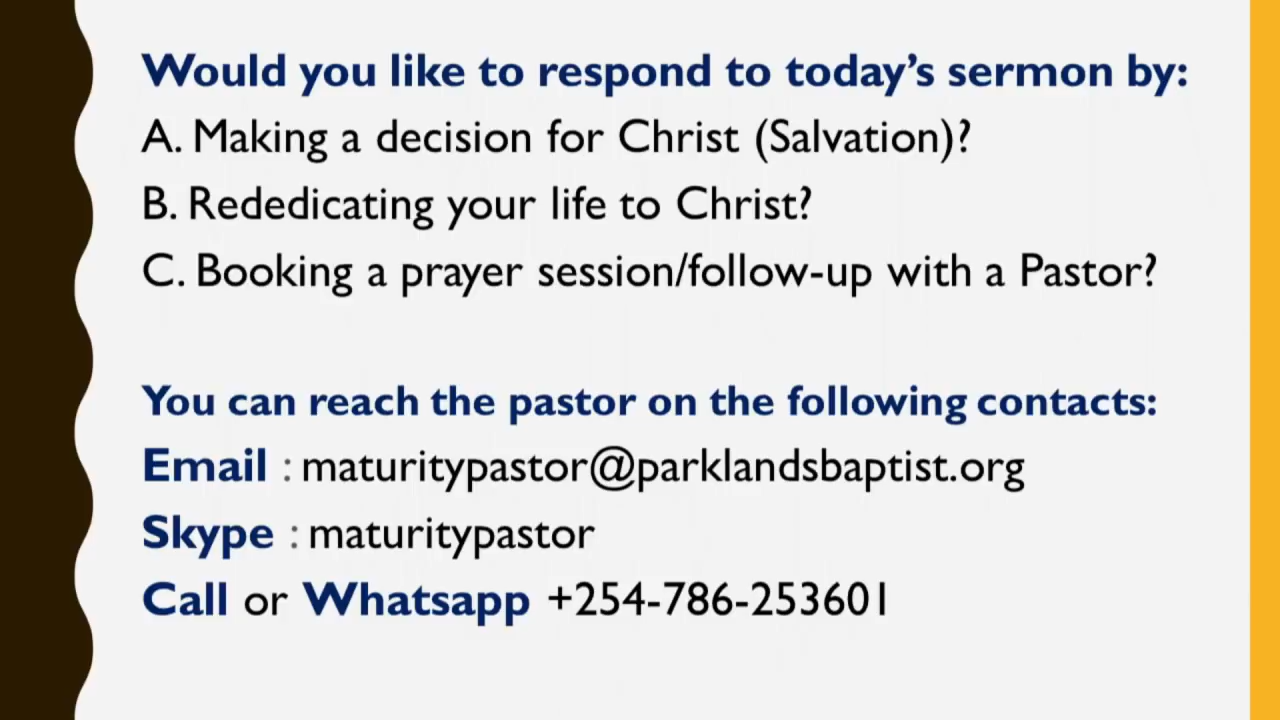 Would you like to respond to today’s sermon by:
A. Making a decision for Christ (Salvation)?
B. Rededicating your life to Christ?
C. Booking a prayer session/follow-up with a Pastor?
You can reach the pastor on the following contacts:
Email : maturitypastor@parklandsbaptist.org
Skype : maturitypastor
Call or Whatsapp +254-786-253601